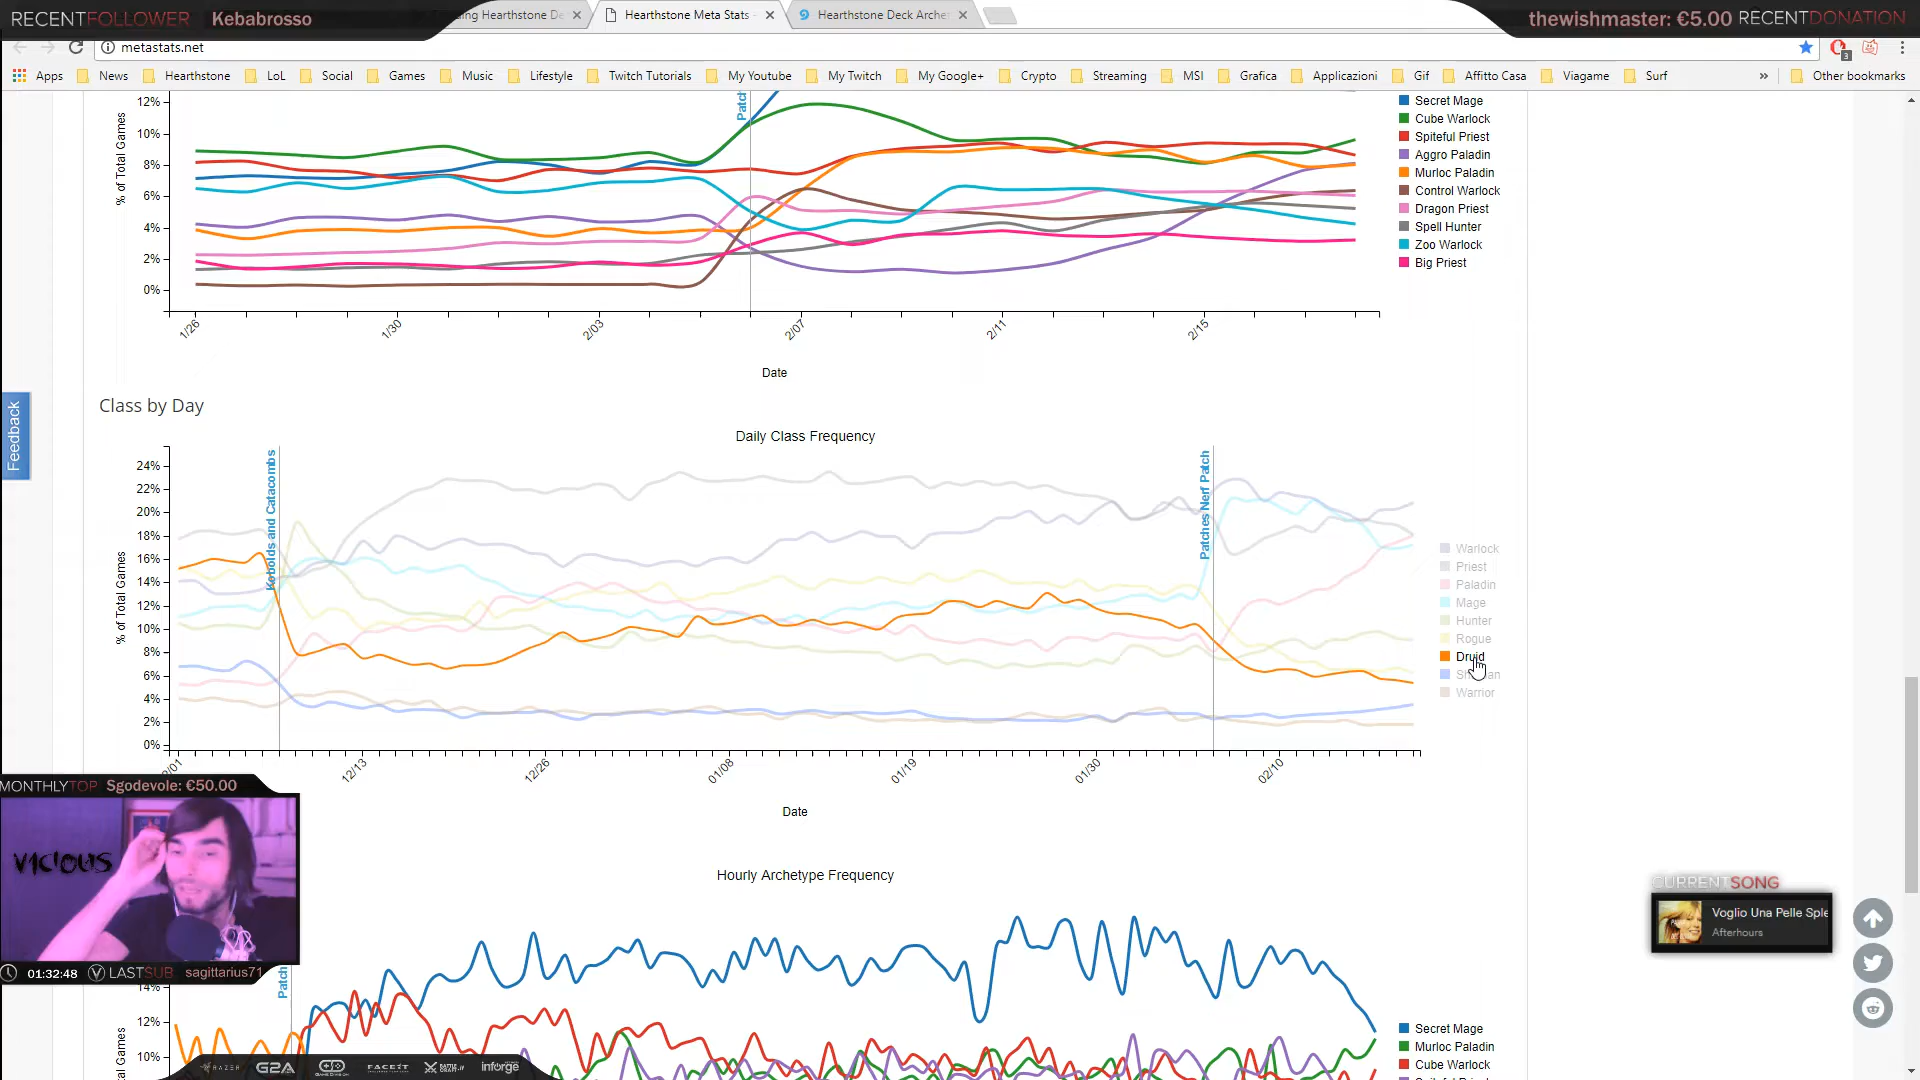 RECENTFOLLOWER Kebabrosso
Hearthstone De
Hearthstone Meta Stats -
Hearthstone Deck Arche
thewishmaster: €5.00 RECENTDONATION
metastats.net
3
Apps News Hearthstone LoL Social Games Music Lifestyle Twitch Tutorials My Youtube My Twitch My Google+ Crypto Streaming MSI Grafica Applicazioni Gif Affitto Casa Viagame Surf » Other bookmarks
% of Total Games
12%
10%
8%
6%
4%
2%
0%
Patch
1/26
1/30
2/03
2/07
2/11
2/15
Date
Secret Mage
Cube Warlock
Spiteful Priest
Aggro Paladin
Murloc Paladin
Control Warlock
Dragon Priest
Spell Hunter
Zoo Warlock
Big Priest
Feedback
Class by Day
Daily Class Frequency
% of Total Games
24%
22%
20%
18%
16%
14%
12%
10%
8%
6%
4%
2%
0%
Kobolds and Catacombs
Patches Nerf Patch
2/01
12/13
12/26
01/08
01/19
01/30
02/10
Date
Warlock
Priest
Paladin
Mage
Hunter
Rogue
Druid
Warrior
MONTHLYTOP Sgodevole: €50.00
V1CIOUS
01:32:48 LASTSUB sagittarius71
Hourly Archetype Frequency
Patch
14%
12%
10%
tal Games
Secret Mage
Murloc Paladin
Cube Warlock
CURRENTSONG
Voglio Una Pelle Sple
Afterhours
RAZER G2A FACEIT inforge